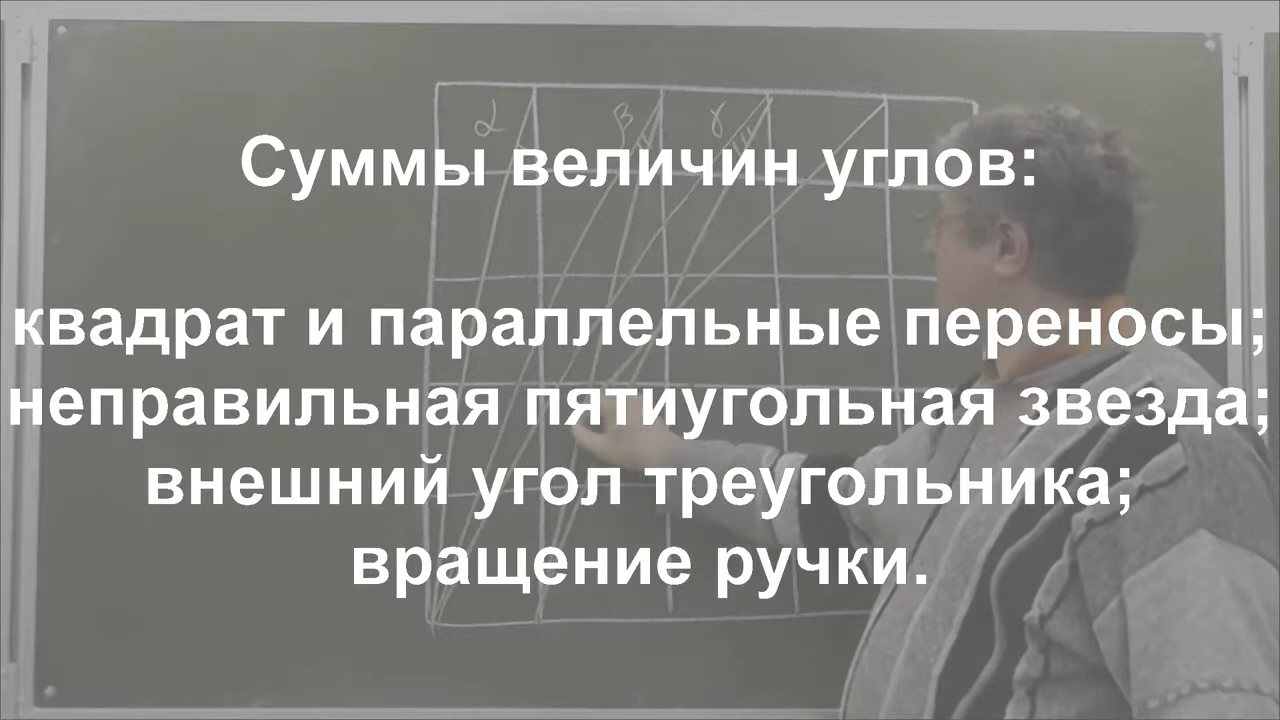 α β γ
Суммы величин углов:
квадрат и параллельные переносы;
неправильная пятиугольная звезда;
внешний угол треугольника;
вращение ручки.